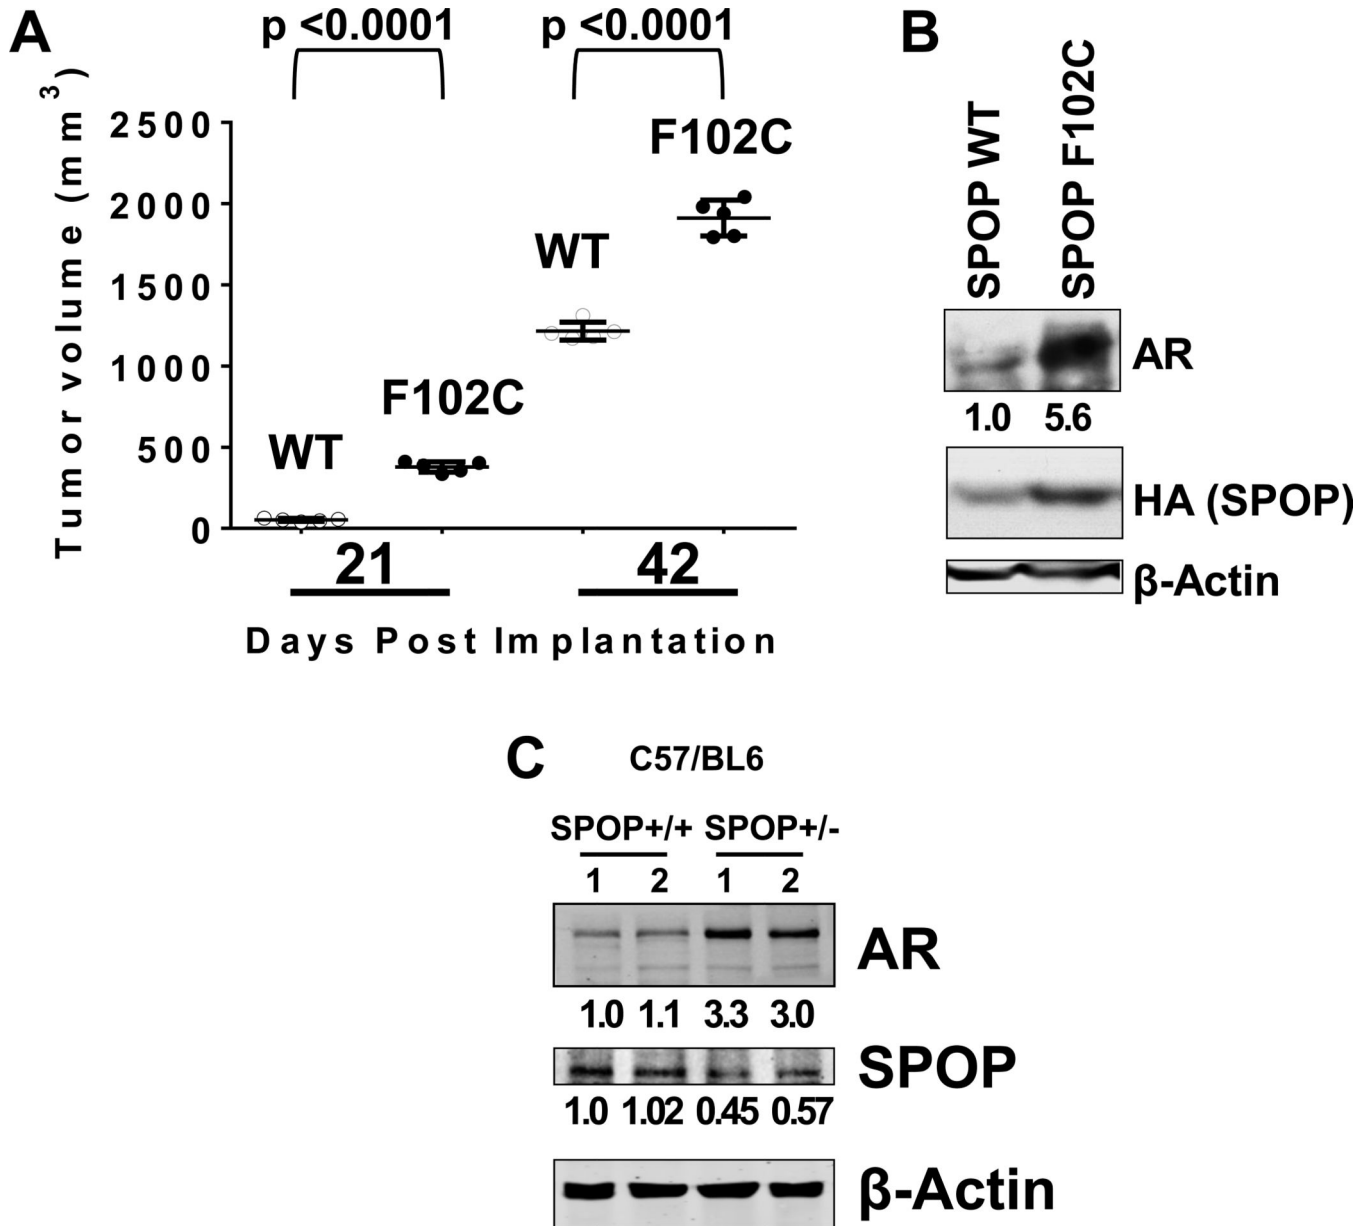 A
p <0.0001
p <0.0001
Tumor volume (mm³)
2500
2000
1500
1000
500
0
WT
F102C
WT
F102C
21
42
Days Post Implantation
B
SPOP WT
SPOP F102C
AR
1.0 5.6
HA (SPOP)
β-Actin
C
C57/BL6
SPOP+/+ SPOP+/-
1 2 1 2
AR
1.0 1.1 3.3 3.0
SPOP
1.0 1.02 0.45 0.57
β-Actin